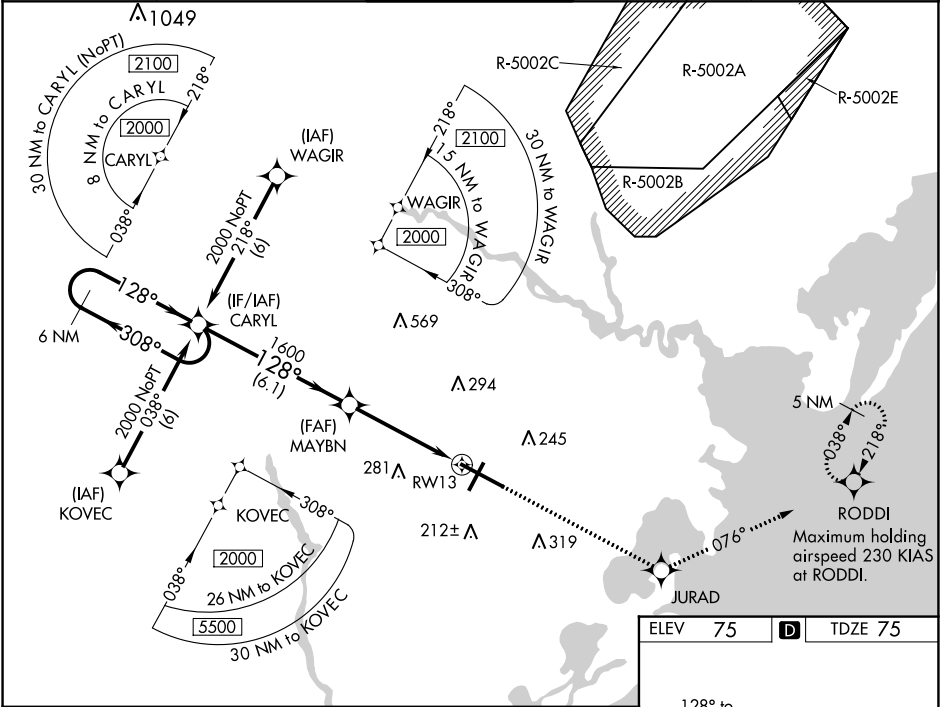 1049
30 NM to CARYL (NoPT)
2100
8 NM to CARYL
218°
2000
CARYL
038°
(IAF)
WAGIR
2000 NoPT
218°
(6)
218°
2100
30 NM to WAGIR
15 NM to WAGIR
WAGIR
2000
308°
R-5002C
R-5002A
R-5002E
R-5002B
128°
308°
6 NM
(IF/IAF)
CARYL
1600
128°
(6.1)
2000 NoPT
038°
(6)
(IAF)
KOVEC
(FAF)
MAYBN
569
294
245
281
RW13
212±
319
5 NM
038°
218°
RODDI
Maximum holding
airspeed 230 KIAS
at RODDI.
076°
JURAD
308°
KOVEC
038°
2000
26 NM to KOVEC
5500
30 NM to KOVEC
ELEV 75 D TDZE 75
128° to